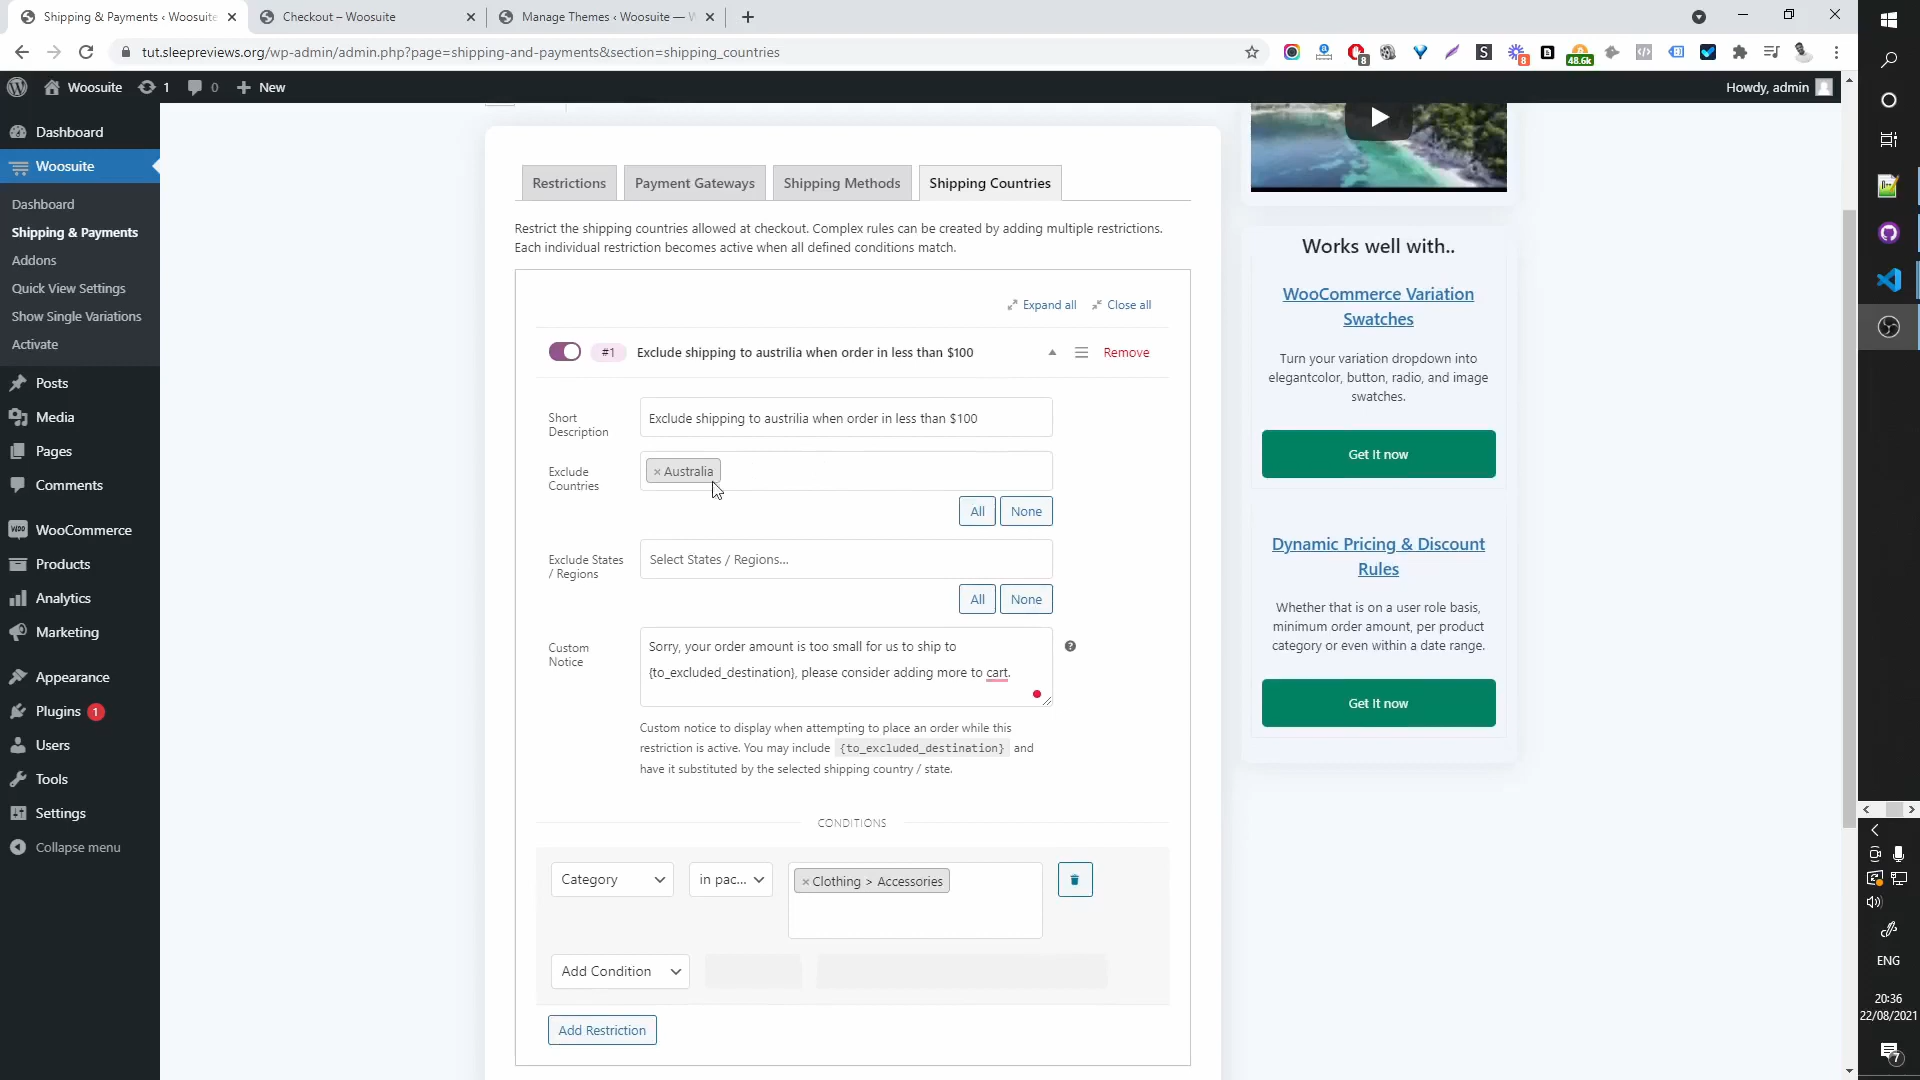 Shipping & Payments ‹ Woosuite
Checkout – Woosuite
Manage Themes ‹ Woosuite — W
tut.sleepreviews.org/wp-admin/admin.php?page=shipping-and-payments&section=shipping_countries
8
8
48.6k
Woosuite
1
0
New
Howdy, admin
Dashboard
Woosuite
Dashboard
Shipping & Payments
Addons
Quick View Settings
Show Single Variations
Activate
Posts
Media
Pages
Comments
WooCommerce
Products
Analytics
Marketing
Appearance
Plugins 1
Users
Tools
Settings
Collapse menu
Restrictions
Payment Gateways
Shipping Methods
Shipping Countries
Restrict the shipping countries allowed at checkout. Complex rules can be created by adding multiple restrictions.
Each individual restriction becomes active when all defined conditions match.
Expand all
Close all
#1
Exclude shipping to austrilia when order in less than $100
Remove
Short
Description
Exclude shipping to austrilia when order in less than $100
Exclude
Countries
× Australia
All
None
Exclude States
/ Regions
Select States / Regions...
All
None
Custom
Notice
Sorry, your order amount is too small for us to ship to
{to_excluded_destination}, please consider adding more to cart.
Custom notice to display when attempting to place an order while this
restriction is active. You may include {to_excluded_destination} and
have it substituted by the selected shipping country / state.
CONDITIONS
Category
in pac...
× Clothing > Accessories
Add Condition
Add Restriction
Works well with..
WooCommerce Variation
Swatches
Turn your variation dropdown into
elegantcolor, button, radio, and image
swatches.
Get It now
Dynamic Pricing & Discount
Rules
Whether that is on a user role basis,
minimum order amount, per product
category or even within a date range.
Get It now
ENG
20:36
22/08/2021
7